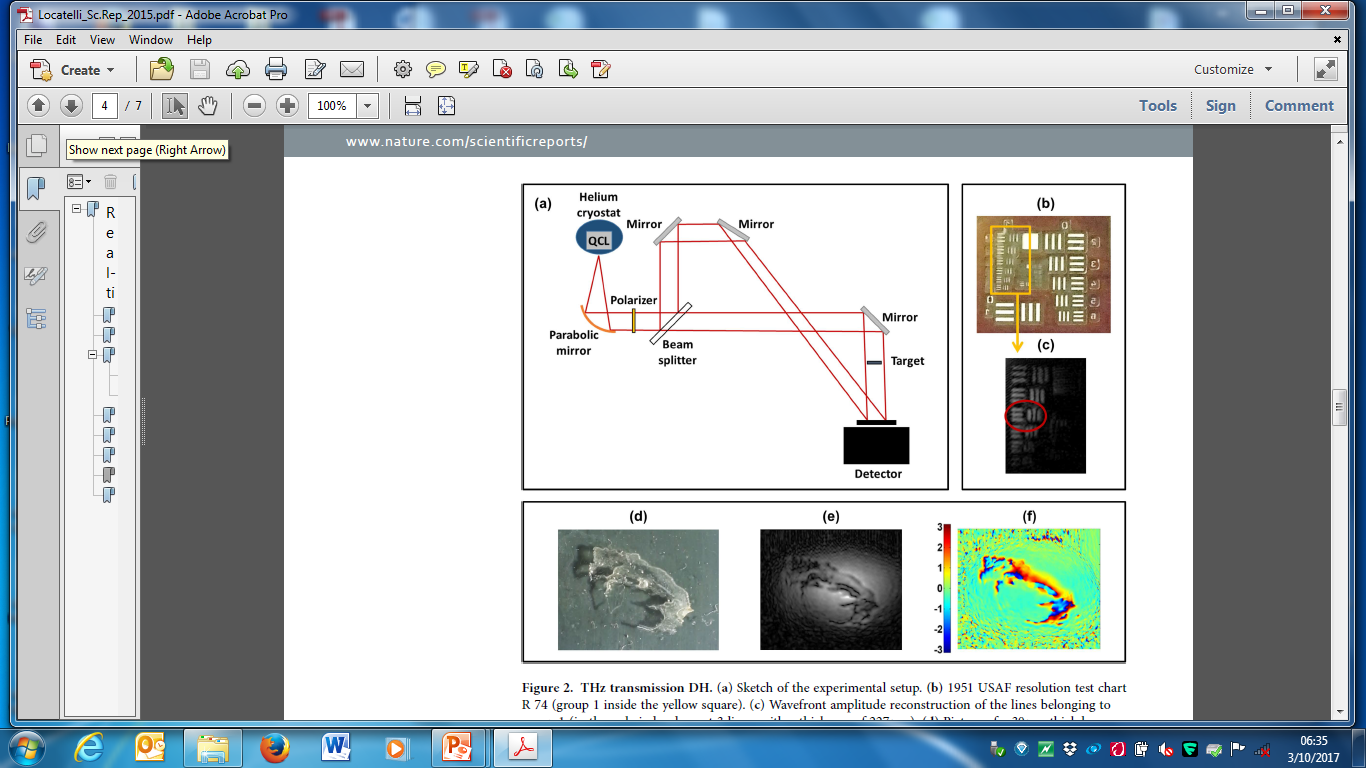 Locatelli_Sc.Rep_2015.pdf - Adobe Acrobat Pro
File Edit View Window Help
Create
Customize
4 / 7
100%
Tools Sign Comment
Show next page (Right Arrow)
R
e
a
l-
ti
www.nature.com/scientificreports/
(a)
Helium
cryostat
QCL
Mirror
Mirror
Polarizer
Parabolic
mirror
Beam
splitter
Mirror
Target
Detector
(b)
(c)
(d)
(e)
(f)
3
2
1
0
-1
-2
-3
Figure 2. THz transmission DH. (a) Sketch of the experimental setup. (b) 1951 USAF resolution test chart
R 74 (group 1 inside the yellow square). (c) Wavefront amplitude reconstruction of the lines belonging to
06:35
3/10/2017